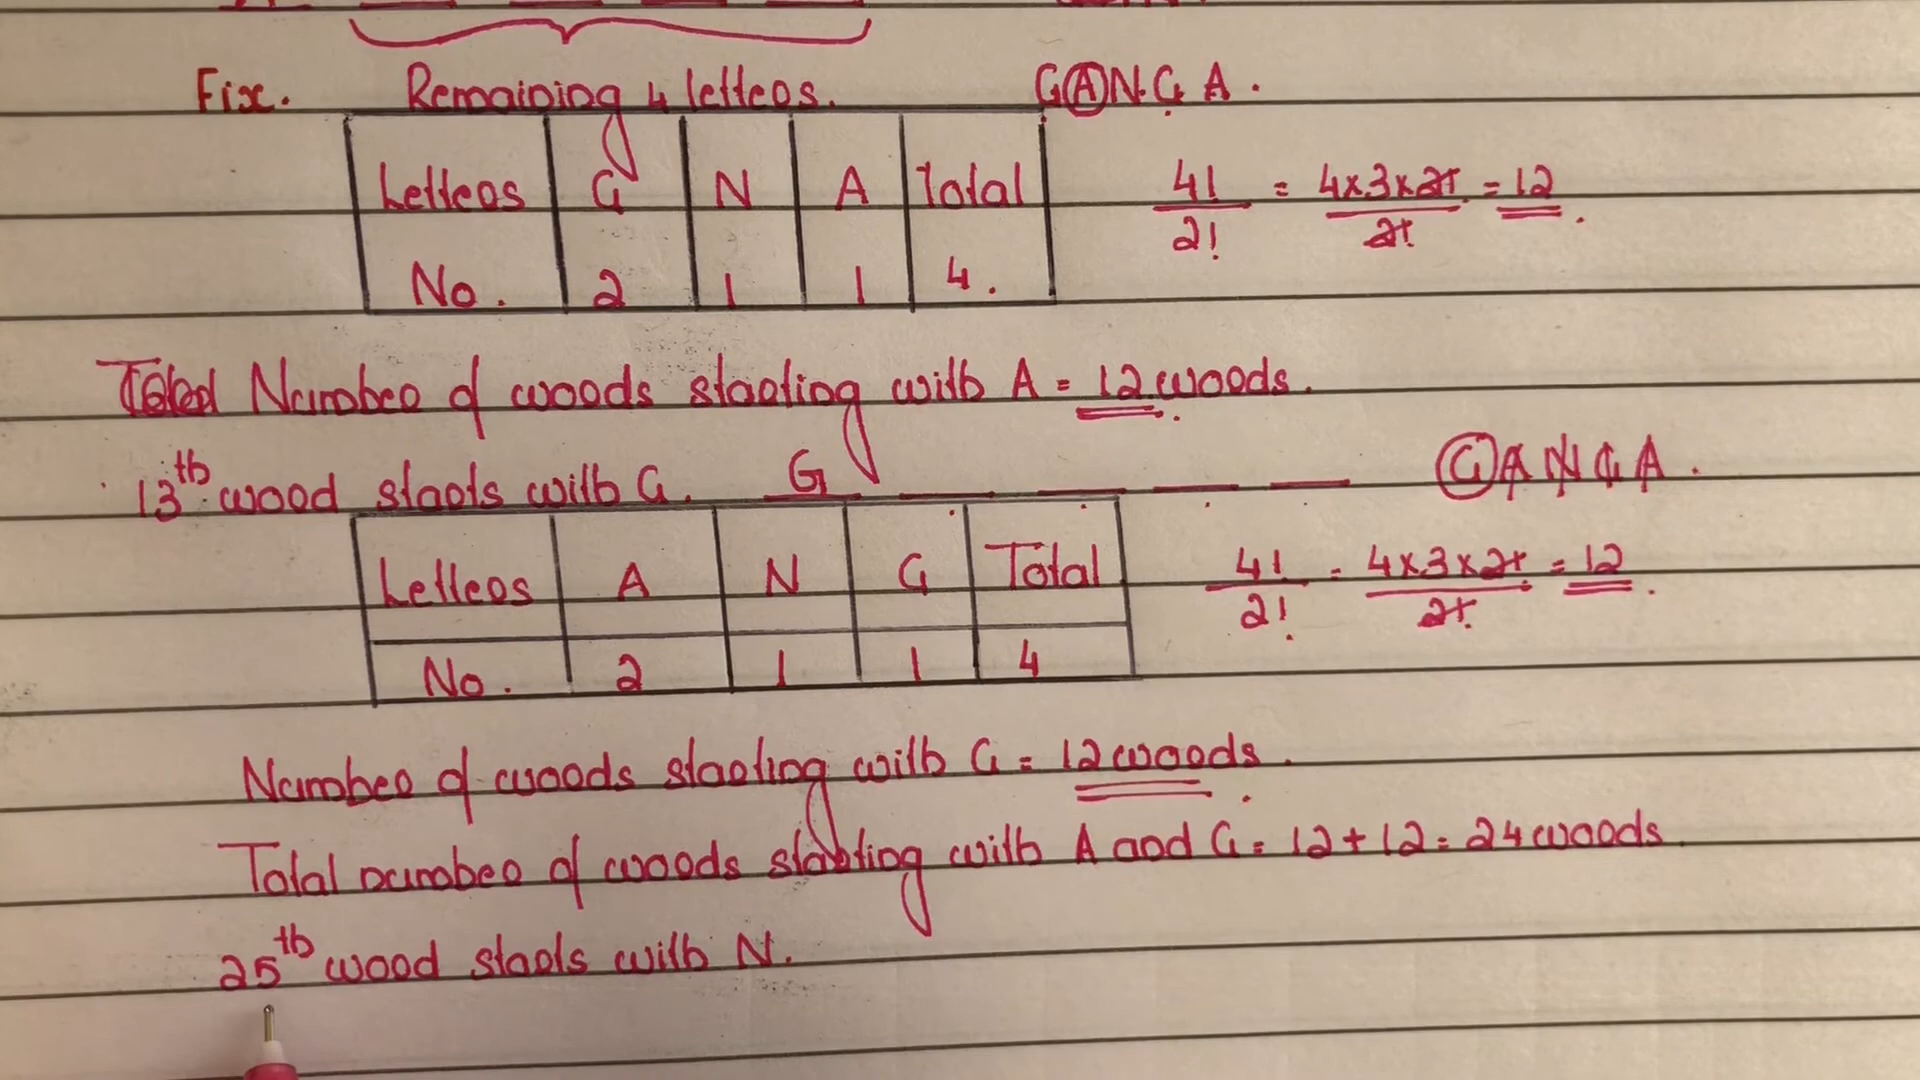 Fix. Remaining 4 letters. GANGA.
Letters G N A Total
4!/2! = 4x3x2!/2! = 12.
No. 2 1 1 4.
Total Number of words starting with A = 12 words.
13th word starts with G. G _ _ _ _ GANGA.
Letters A N G Total
4!/2! = 4x3x2!/2! = 12.
No. 2 1 1 4
Number of words starting with G = 12 words.
Total number of words starting with A and G = 12 + 12 = 24 words.
25th word starts with N.